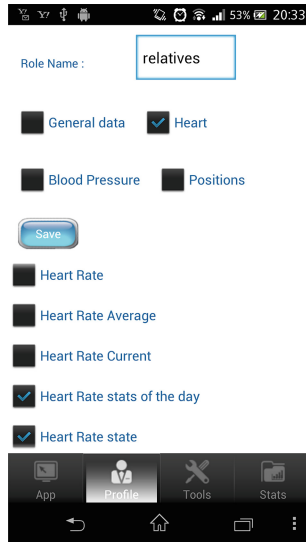 53% 20:33
Role Name : relatives
General data Heart
Blood Pressure Positions
Save
Heart Rate
Heart Rate Average
Heart Rate Current
Heart Rate stats of the day
Heart Rate state
App Profile Tools Stats